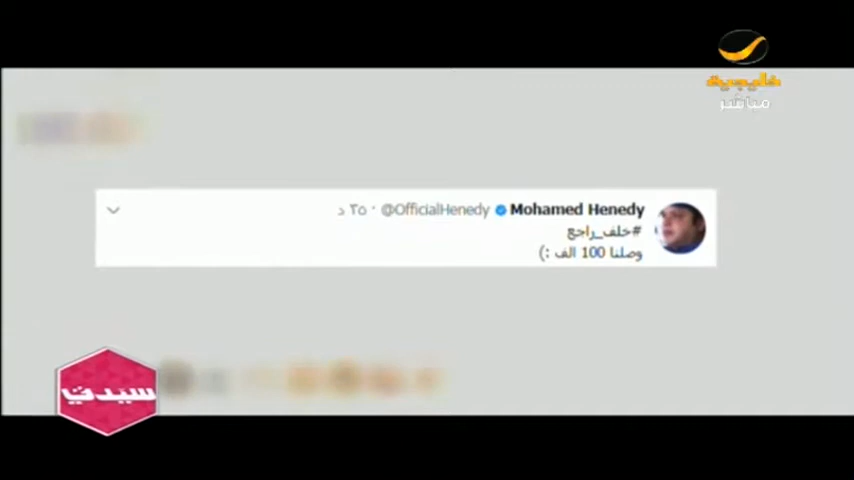 خليجية
مباشر
Mohamed Henedy @OfficialHenedy · ٢٥ د
#خلف_راجع
وصلنا 100 الف :)
سيدتي